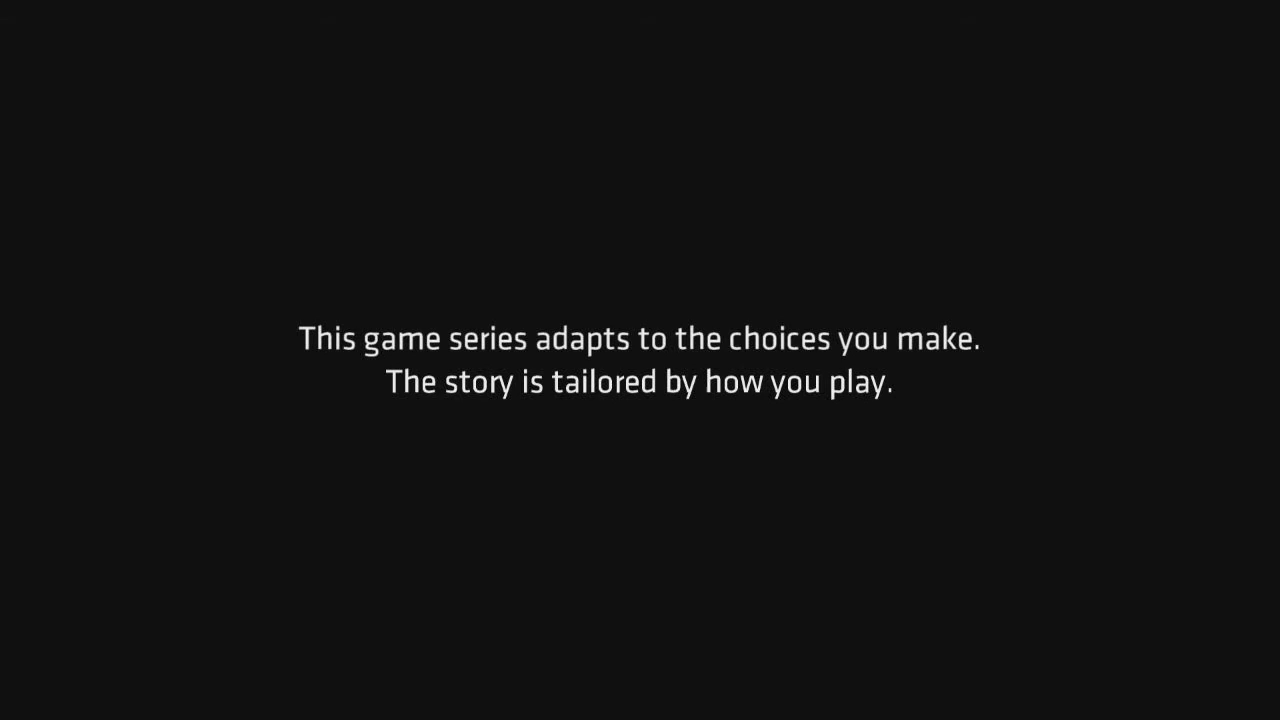 This game series adapts to the choices you make.
The story is tailored by how you play.